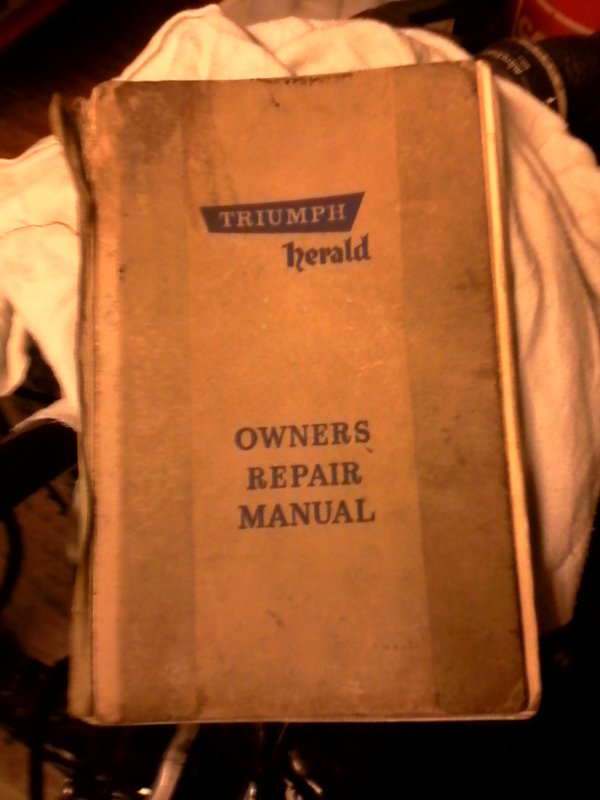 TRIUMPH
herald
OWNERS
REPAIR
MANUAL